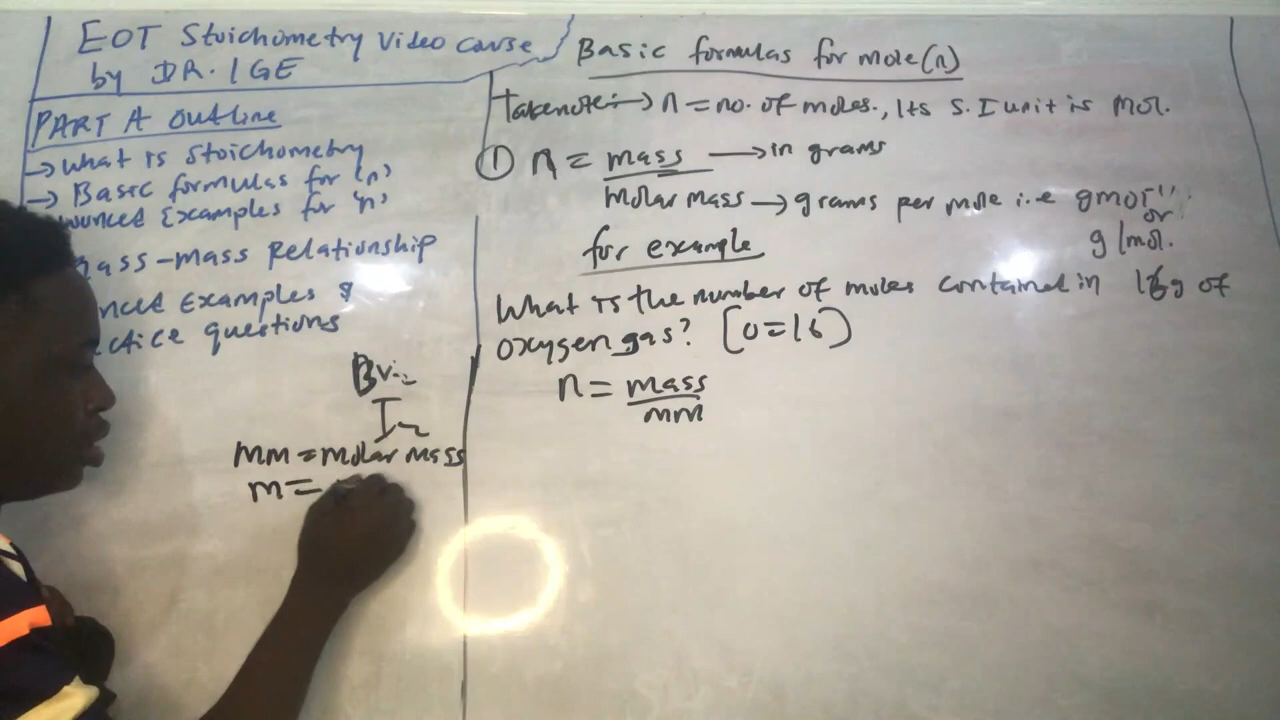 EOT Stoichometry Video Course
by DR. IGE
PART A Outline
→ What is Stoichometry
→ Basic formulas for 'n'
Examples for 'n'
mass-mass Relationship
Examples &
questions
mm = molar mass
m =
Basic formulas for mole(n)
Takenote:→ n = no. of moles., Its S.I unit is mol.
① n = mass → in grams
molar mass → grams per mole i.e gmol⁻¹
or
g/mol.
for example
What is the number of moles contained in 16g of
oxygen gas? [O=16]
n = mass
mm